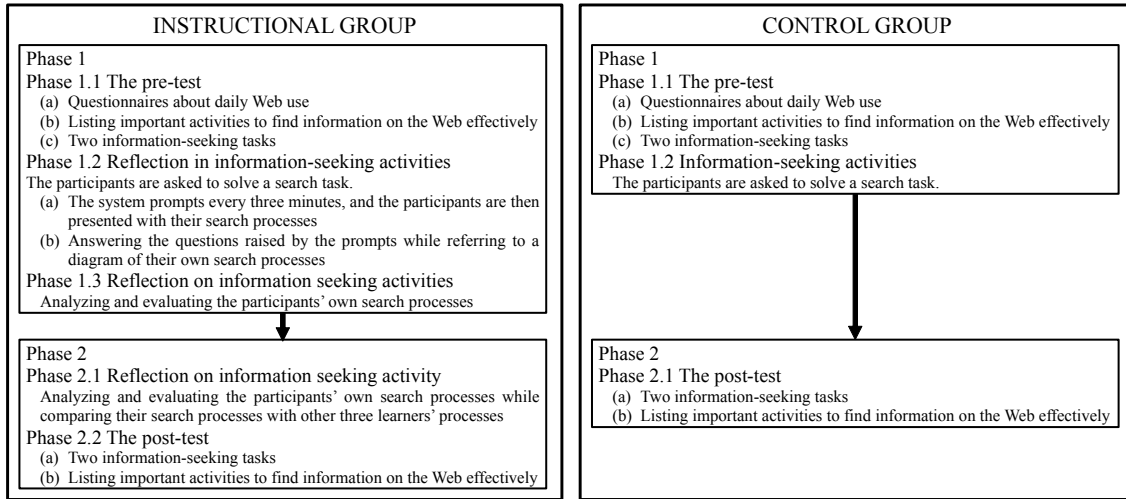 INSTRUCTIONAL GROUP
Phase 1
Phase 1.1 The pre-test
(a) Questionnaires about daily Web use
(b) Listing important activities to find information on the Web effectively
(c) Two information-seeking tasks
Phase 1.2 Reflection in information-seeking activities
The participants are asked to solve a search task.
(a) The system prompts every three minutes, and the participants are then
presented with their search processes
(b) Answering the questions raised by the prompts while referring to a
diagram of their own search processes
Phase 1.3 Reflection on information seeking activities
Analyzing and evaluating the participants' own search processes
Phase 2
Phase 2.1 Reflection on information seeking activity
Analyzing and evaluating the participants' own search processes while
comparing their search processes with other three learners' processes
Phase 2.2 The post-test
(a) Two information-seeking tasks
(b) Listing important activities to find information on the Web effectively
CONTROL GROUP
Phase 1
Phase 1.1 The pre-test
(a) Questionnaires about daily Web use
(b) Listing important activities to find information on the Web effectively
(c) Two information-seeking tasks
Phase 1.2 Information-seeking activities
The participants are asked to solve a search task.
Phase 2
Phase 2.1 The post-test
(a) Two information-seeking tasks
(b) Listing important activities to find information on the Web effectively